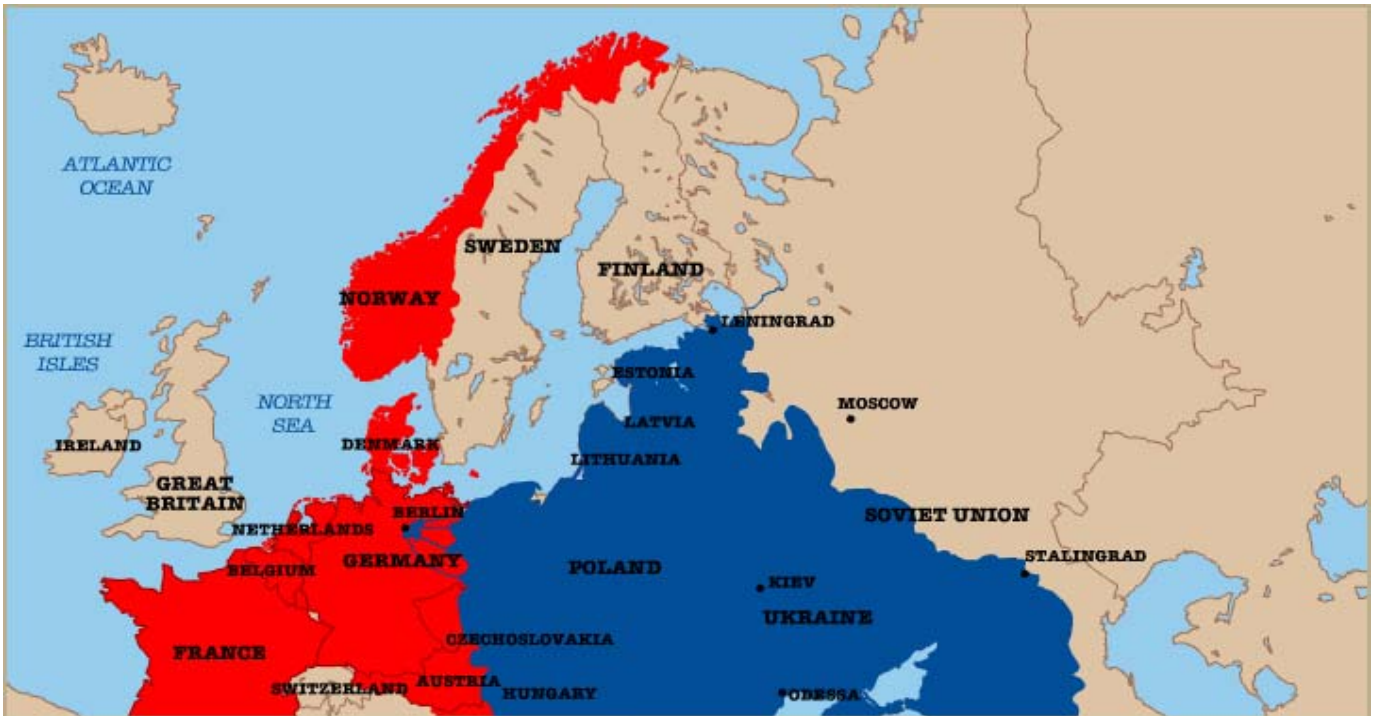 ATLANTIC
OCEAN
SWEDEN
FINLAND
NORWAY
LENINGRAD
BRITISH
ISLES
ESTONIA
NORTH
SEA
MOSCOW
LATVIA
IRELAND
DENMARK
LITHUANIA
GREAT
BRITAIN
BERLIN
SOVIET UNION
NETHERLANDS
STALINGRAD
GERMANY
BELGIUM
POLAND
KIEV
UKRAINE
CZECHOSLOVAKIA
FRANCE
AUSTRIA
SWITZERLAND
HUNGARY
ODESSA